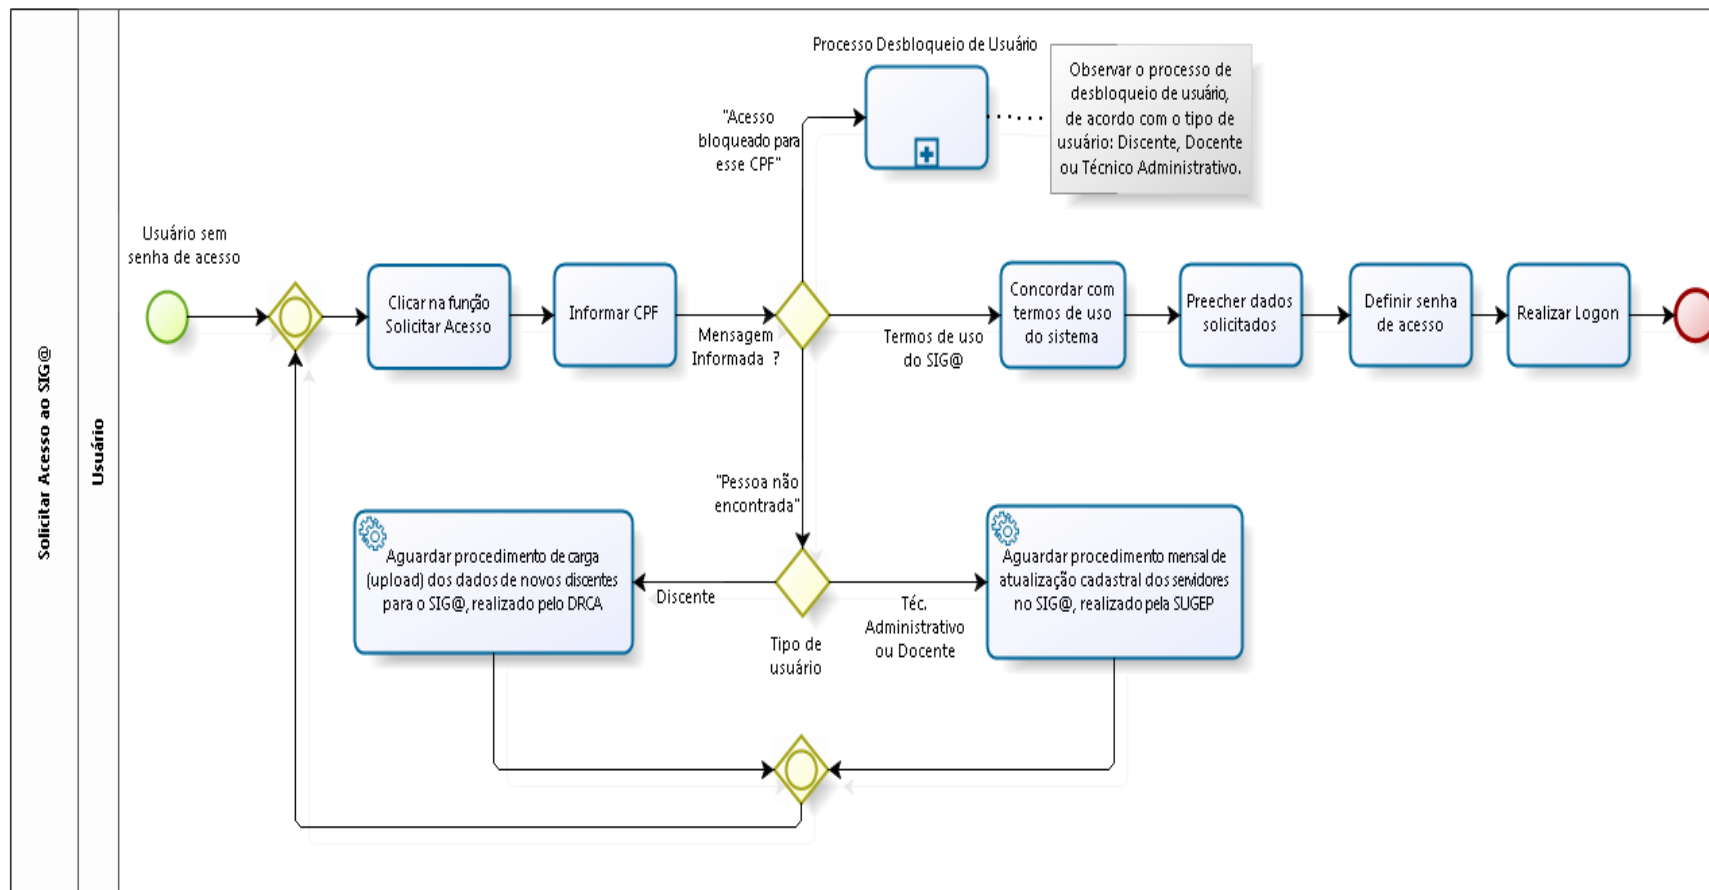 Solicitar Acesso ao SIG@
Usuário
Usuário sem
senha de acesso
Clicar na função
Solicitar Acesso
Informar CPF
Mensagem
Informada ?
"Acesso
bloqueado para
esse CPF"
Processo Desbloqueio de Usuário
Observar o processo de
desbloqueio de usuário,
de acordo com o tipo de
usuário: Discente, Docente
ou Técnico Administrativo.
Termos de uso
do SIG@
Concordar com
termos de uso
do sistema
Preecher dados
solicitados
Definir senha
de acesso
Realizar Logon
"Pessoa não
encontrada"
Aguardar procedimento de carga
(upload) dos dados de novos discentes
para o SIG@, realizado pelo DRCA
Discente
Tipo de
usuário
Téc.
Administrativo
ou Docente
Aguardar procedimento mensal de
atualização cadastral dos servidores
no SIG@, realizado pela SUGEP